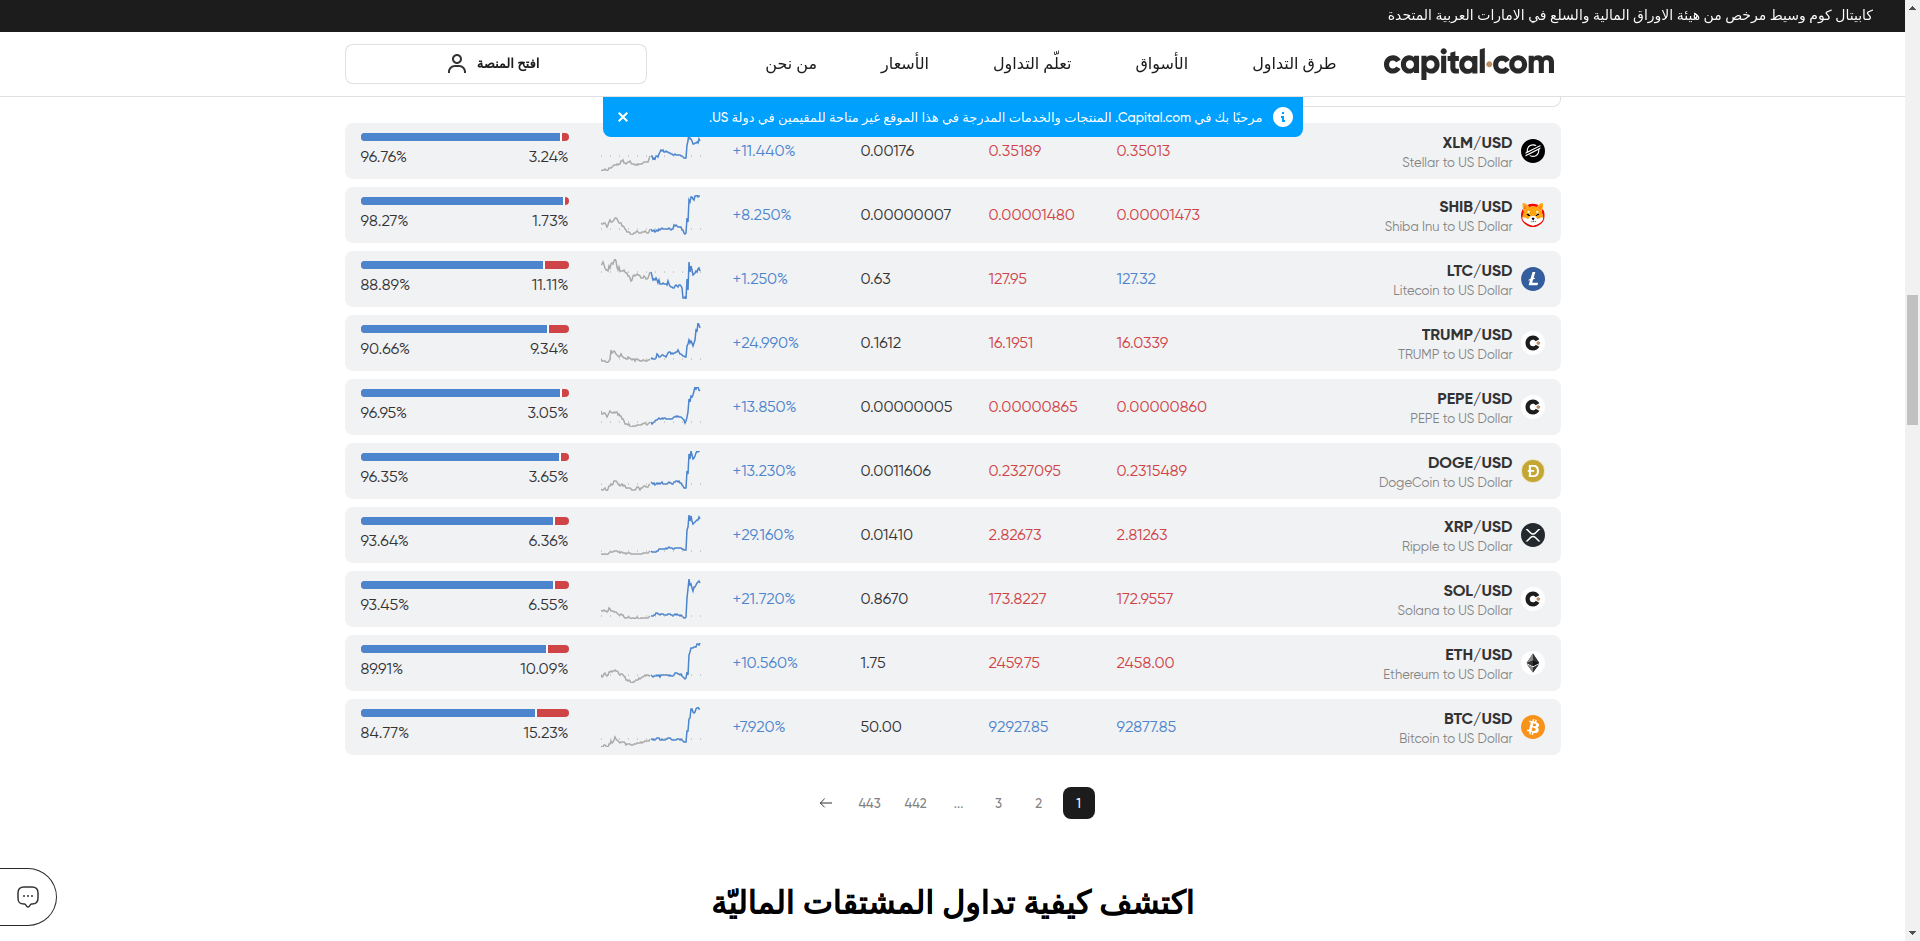 كابيتال كوم وسيط مرخص من هيئة الاوراق المالية والسلع في الامارات العربية المتحدة
capital.com
طرق التداول
الأسواق
تعلّم التداول
الأسعار
من نحن
افتح المنصة
مرحبًا بك في Capital.com. المنتجات والخدمات المدرجة في هذا الموقع غير متاحة للمقيمين في دولة US.
XLM/USD
Stellar to US Dollar
0.35013 0.35189 0.00176 +11.440% 3.24% 96.76%
SHIB/USD
Shiba Inu to US Dollar
0.00001473 0.00001480 0.00000007 +8.250% 1.73% 98.27%
LTC/USD
Litecoin to US Dollar
127.32 127.95 0.63 +1.250% 11.11% 88.89%
TRUMP/USD
TRUMP to US Dollar
16.0339 16.1951 0.1612 +24.990% 9.34% 90.66%
PEPE/USD
PEPE to US Dollar
0.00000860 0.00000865 0.00000005 +13.850% 3.05% 96.95%
DOGE/USD
DogeCoin to US Dollar
0.2315489 0.2327095 0.0011606 +13.230% 3.65% 96.35%
XRP/USD
Ripple to US Dollar
2.81263 2.82673 0.01410 +29.160% 6.36% 93.64%
SOL/USD
Solana to US Dollar
172.9557 173.8227 0.8670 +21.720% 6.55% 93.45%
ETH/USD
Ethereum to US Dollar
2458.00 2459.75 1.75 +10.560% 10.09% 89.91%
BTC/USD
Bitcoin to US Dollar
92877.85 92927.85 50.00 +7.920% 15.23% 84.77%
1 2 3 ... 442 443
اكتشف كيفية تداول المشتقات الماليّة